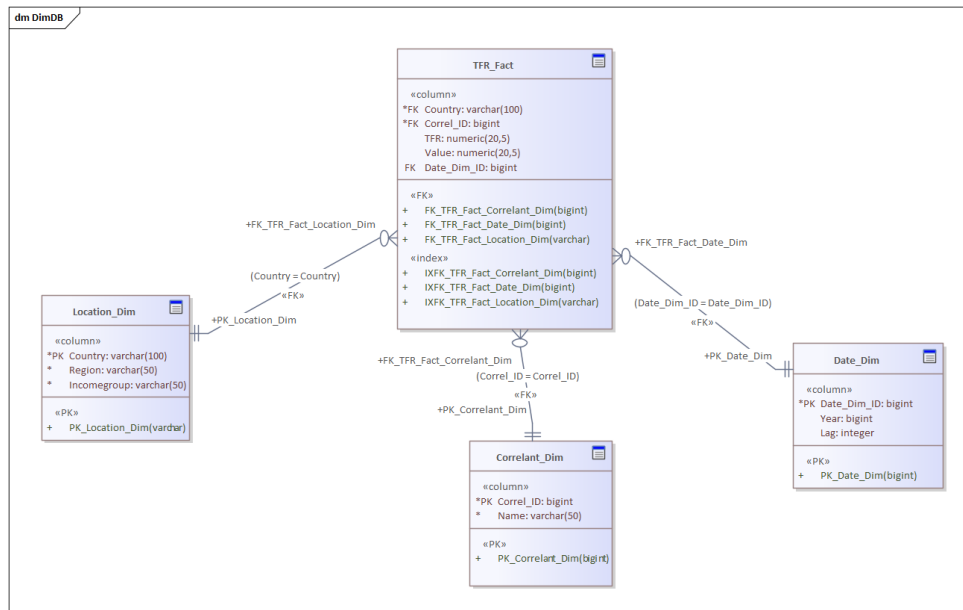 dm DimDB
TFR_Fact
«column»
*FK Country: varchar(100)
*FK Correl_ID: bigint
TFR: numeric(20,5)
Value: numeric(20,5)
FK Date_Dim_ID: bigint
«FK»
+ FK_TFR_Fact_Correlant_Dim(bigint)
+ FK_TFR_Fact_Date_Dim(bigint)
+ FK_TFR_Fact_Location_Dim(varchar)
«index»
+ IXFK_TFR_Fact_Correlant_Dim(bigint)
+ IXFK_TFR_Fact_Date_Dim(bigint)
+ IXFK_TFR_Fact_Location_Dim(varchar)
+FK_TFR_Fact_Location_Dim
(Country = Country)
«FK»
+PK_Location_Dim
+FK_TFR_Fact_Date_Dim
(Date_Dim_ID = Date_Dim_ID)
«FK»
+PK_Date_Dim
Location_Dim
«column»
*PK Country: varchar(100)
* Region: varchar(50)
* Incomegroup: varchar(50)
«PK»
+ PK_Location_Dim(varchar)
+FK_TFR_Fact_Correlant_Dim
(Correl_ID = Correl_ID)
«FK»
+PK_Correlant_Dim
Date_Dim
«column»
*PK Date_Dim_ID: bigint
Year: bigint
Lag: integer
«PK»
+ PK_Date_Dim(bigint)
Correlant_Dim
«column»
*PK Correl_ID: bigint
* Name: varchar(50)
«PK»
+ PK_Correlant_Dim(bigint)